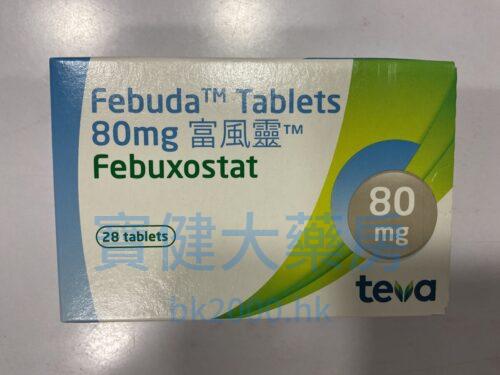 Febuda™ Tablets
80mg 富風靈™
Febuxostat
28 tablets
80
mg
寶健大藥房
teva
bk2000.hk